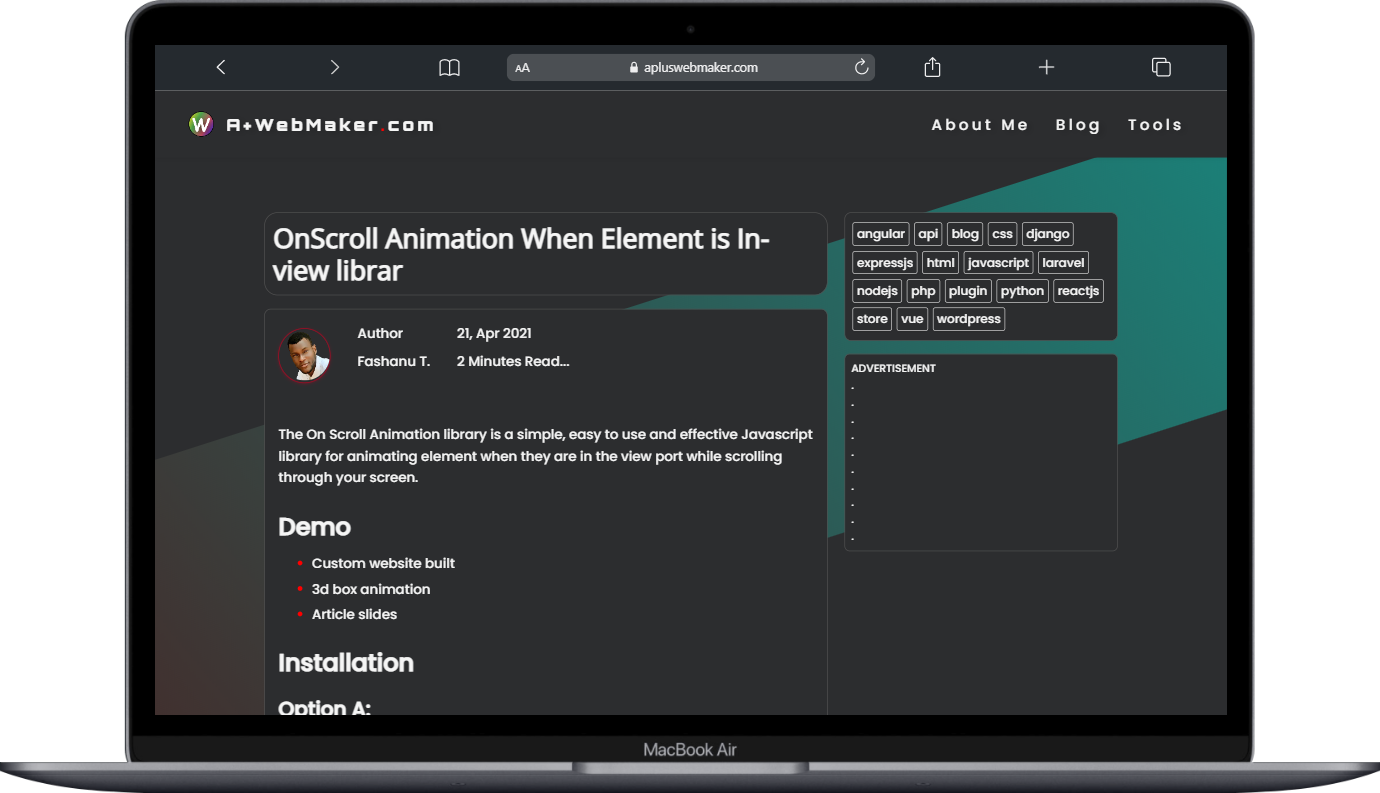 AA apluswebmaker.com
W A+WebMaker.com About Me Blog Tools
OnScroll Animation When Element is In-
view librar
Author 21, Apr 2021
Fashanu T. 2 Minutes Read...
The On Scroll Animation library is a simple, easy to use and effective Javascript
library for animating element when they are in the view port while scrolling
through your screen.
Demo
• Custom website built
• 3d box animation
• Article slides
Installation
Option A:
angular api blog css django
expressjs html javascript laravel
nodejs php plugin python reactjs
store vue wordpress
ADVERTISEMENT
.
.
.
.
.
.
.
.
.
.
MacBook Air